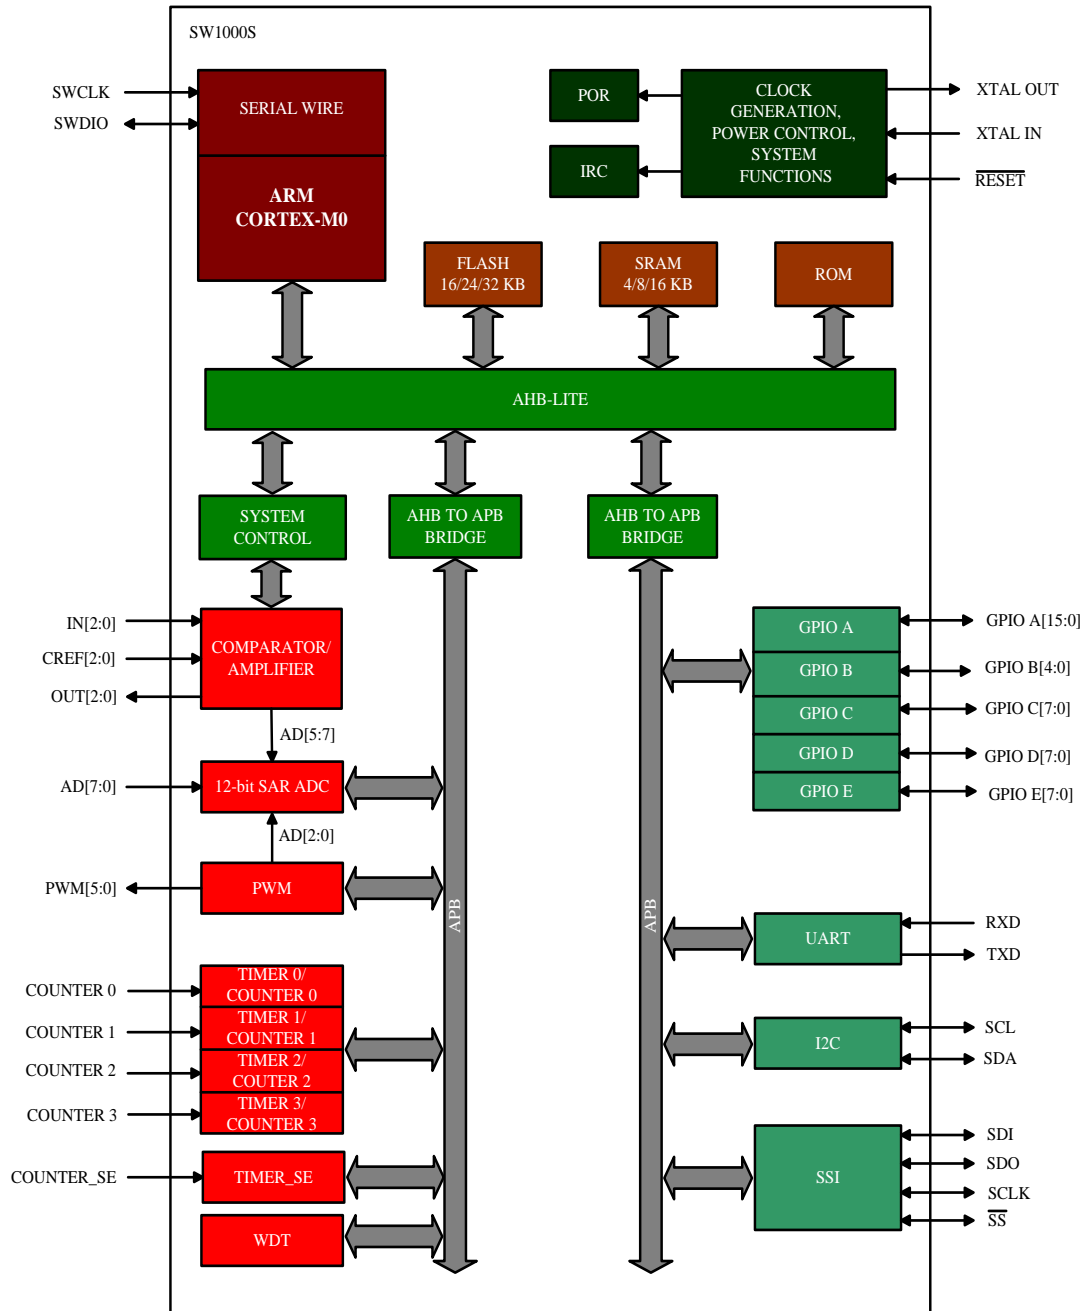 SW1000S
SWCLK
SWDIO
SERIAL WIRE
ARM
CORTEX-M0
POR
IRC
CLOCK
GENERATION,
POWER CONTROL,
SYSTEM
FUNCTIONS
XTAL OUT
XTAL IN
RESET
FLASH
16/24/32 KB
SRAM
4/8/16 KB
ROM
AHB-LITE
SYSTEM
CONTROL
AHB TO APB
BRIDGE
AHB TO APB
BRIDGE
IN[2:0]
CREF[2:0]
OUT[2:0]
COMPARATOR/
AMPLIFIER
AD[5:7]
AD[7:0]
12-bit SAR ADC
AD[2:0]
PWM[5:0]
PWM
APB
APB
GPIO A
GPIO B
GPIO C
GPIO D
GPIO E
GPIO A[15:0]
GPIO B[4:0]
GPIO C[7:0]
GPIO D[7:0]
GPIO E[7:0]
UART
RXD
TXD
COUNTER 0
COUNTER 1
COUNTER 2
COUNTER 3
TIMER 0/
COUNTER 0
TIMER 1/
COUNTER 1
TIMER 2/
COUTER 2
TIMER 3/
COUNTER 3
I2C
SCL
SDA
COUNTER_SE
TIMER_SE
WDT
SSI
SDI
SDO
SCLK
SS